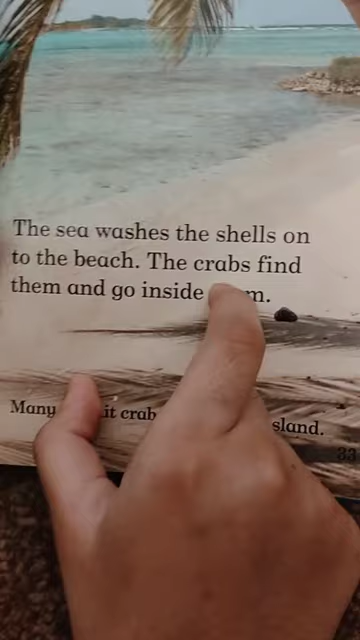 The sea washes the shells on
to the beach. The crabs find
them and go inside m.
Many it crab sland.
33